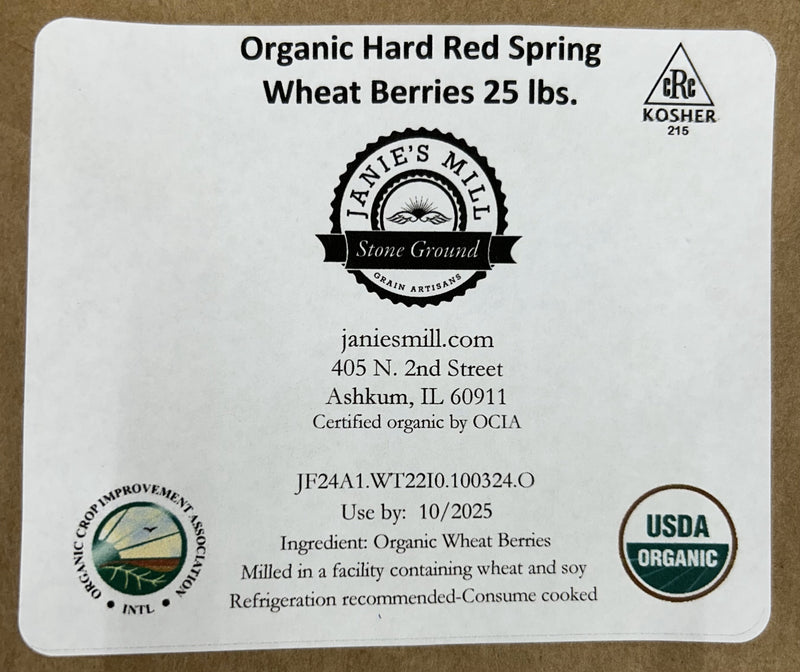 Organic Hard Red Spring
Wheat Berries 25 lbs.
cRc
KOSHER
215
JANIE'S MILL
Stone Ground
GRAIN ARTISANS
janiesmill.com
405 N. 2nd Street
Ashkum, IL 60911
Certified organic by OCIA
JF24A1.WT22I0.100324.O
Use by: 10/2025
Ingredient: Organic Wheat Berries
Milled in a facility containing wheat and soy
Refrigeration recommended-Consume cooked
ORGANIC CROP IMPROVEMENT ASSOCIATION
• INTL •
USDA
ORGANIC